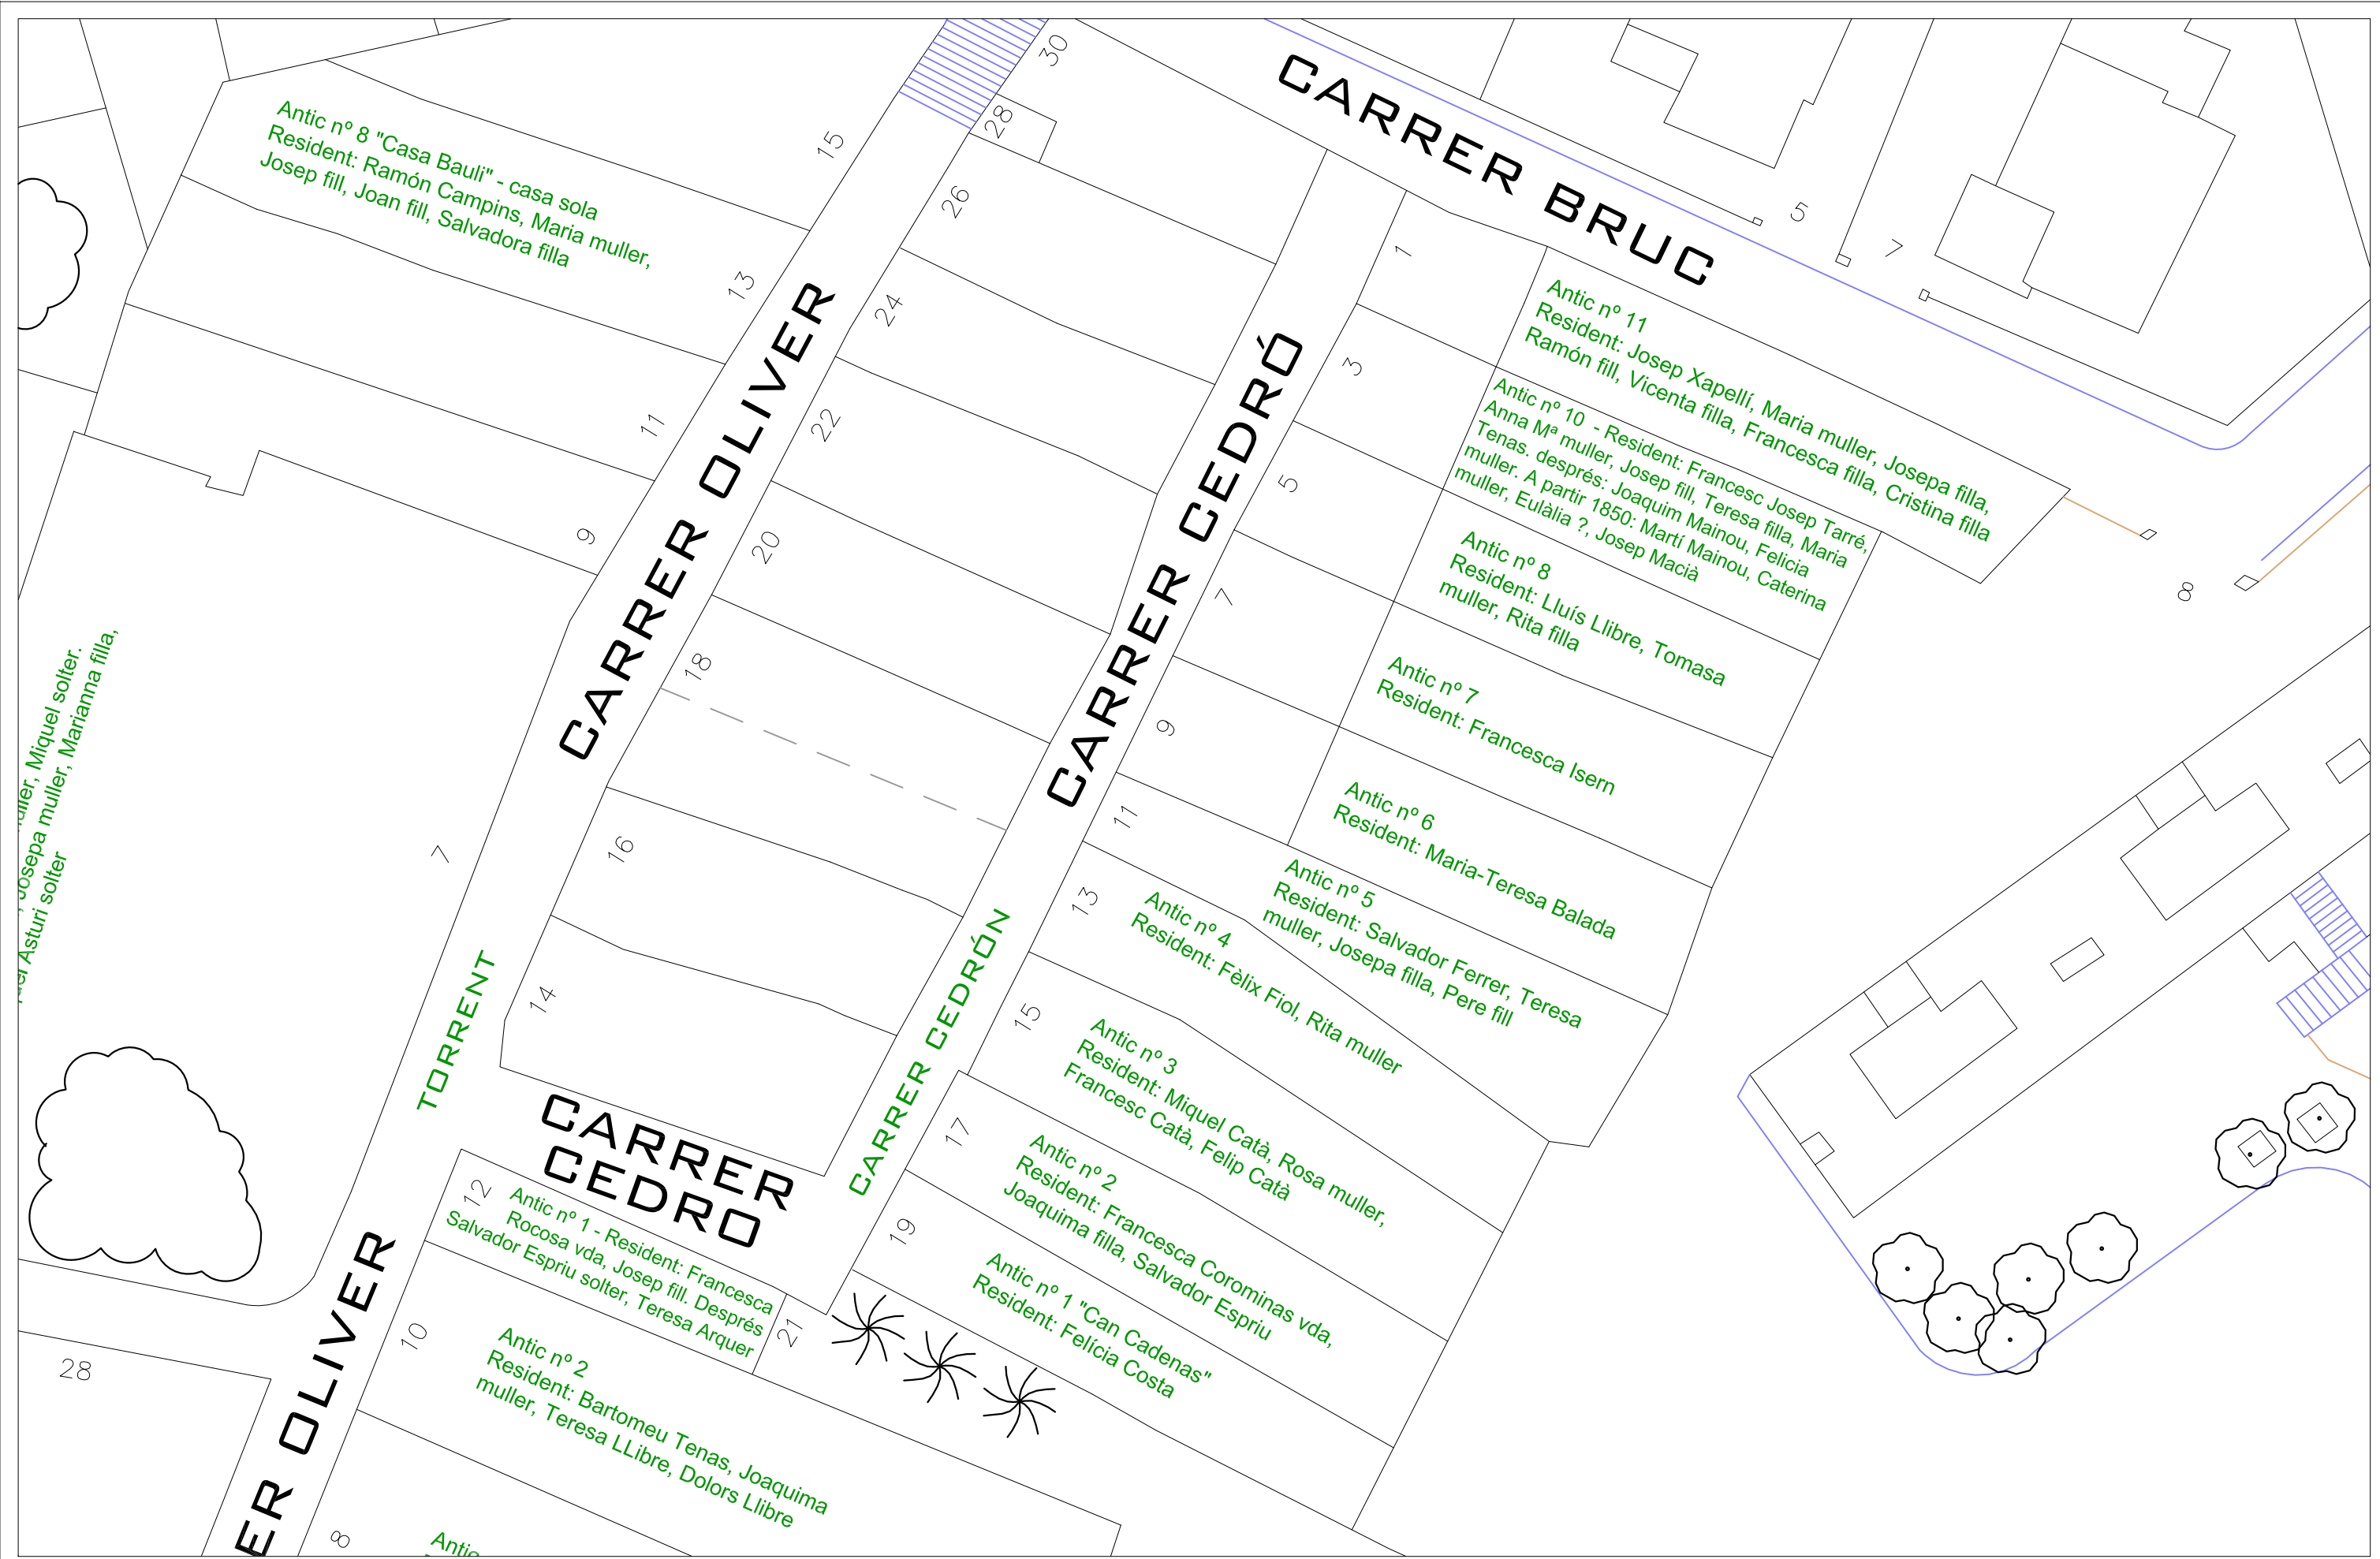 30
28
CARRER BRUC
5
7
Antic nº 8 "Casa Bauli" - casa sola
Resident: Ramón Campins, Maria muller,
Josep fill, Joan fill, Salvadora filla
15
13
11
9
7
CARRER OLIVER
26
24
22
20
18
16
14
CARRER CEDRÓ
1
3
5
7
9
11
13
15
17
19
Antic nº 11
Resident: Josep Xapellí, Maria muller, Josepa filla,
Ramón fill, Vicenta filla, Francesca filla, Cristina filla
Antic nº 10 - Resident: Francesc Josep Tarré,
Anna Mª muller, Josep fill, Teresa filla, Maria
Tenas. després: Joaquim Mainou, Felicia
muller. A partir 1850: Martí Mainou, Caterina
muller, Eulàlia ?, Josep Macià
8
Antic nº 8
Resident: Lluís Llibre, Tomasa
muller, Rita filla
Antic nº 7
Resident: Francesca Isern
Antic nº 6
Resident: Maria-Teresa Balada
Antic nº 5
Resident: Salvador Ferrer, Teresa
muller, Josepa filla, Pere fill
Antic nº 4
Resident: Fèlix Fiol, Rita muller
Antic nº 3
Resident: Miquel Catà, Rosa muller,
Francesc Catà, Felip Catà
Antic nº 2
Resident: Francesca Corominas vda,
Joaquima filla, Salvador Espriu
Antic nº 1 "Can Cadenas"
Resident: Felícia Costa
Miquel solter.
Josepa muller, Marianna filla,
Asturi solter
TORRENT
CARRER CEDRÓN
CARRER
CEDRO
12
Antic nº 1 - Resident: Francesca
Rocosa vda, Josep fill. Després
Salvador Espriu solter, Teresa Arquer
21
10
Antic nº 2
Resident: Bartomeu Tenas, Joaquima
muller, Teresa LLibre, Dolors Llibre
28
ER OLIVER
8
Antic